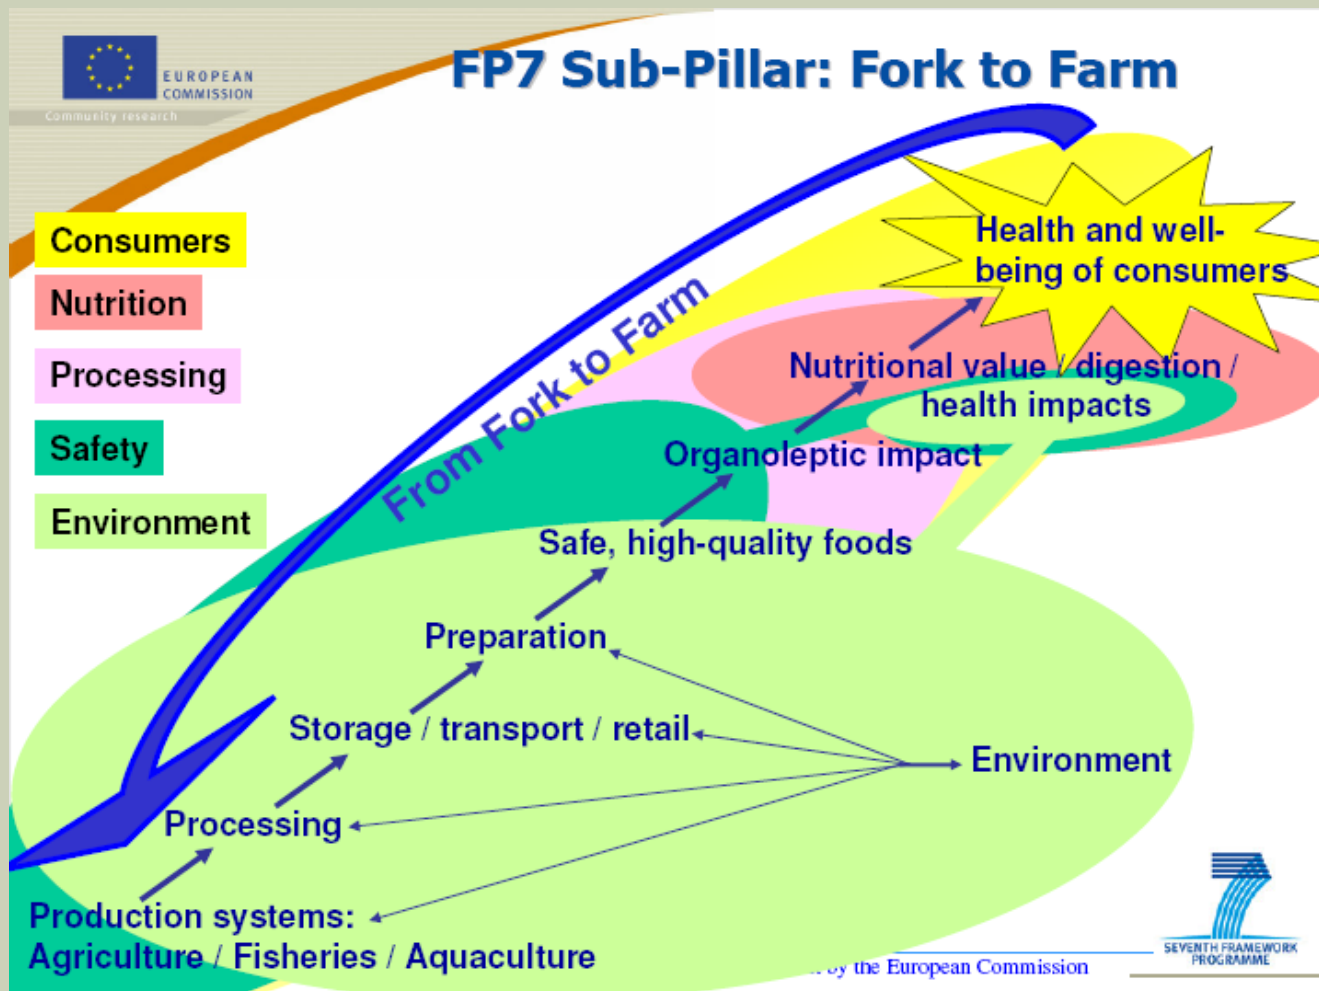 EUROPEAN
COMMISSION
Community research
FP7 Sub-Pillar: Fork to Farm
Consumers
Nutrition
Processing
Safety
Environment
From Fork to Farm
Health and well-
being of consumers
Nutritional value / digestion /
health impacts
Organoleptic impact
Safe, high-quality foods
Preparation
Storage / transport / retail
Environment
Processing
Production systems:
Agriculture / Fisheries / Aquaculture
by the European Commission
7
SEVENTH FRAMEWORK
PROGRAMME